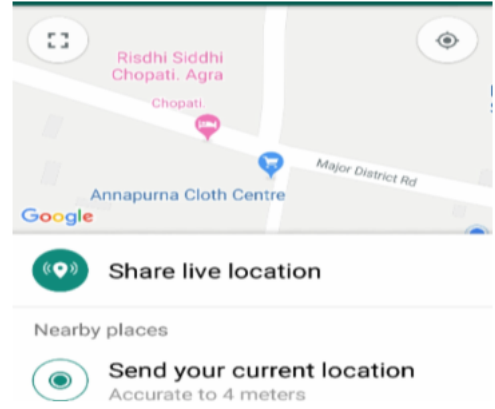 Risdhi Siddhi
Chopati. Agra
Chopati.
Major District Rd
Annapurna Cloth Centre
Google
Share live location
Nearby places
Send your current location
Accurate to 4 meters